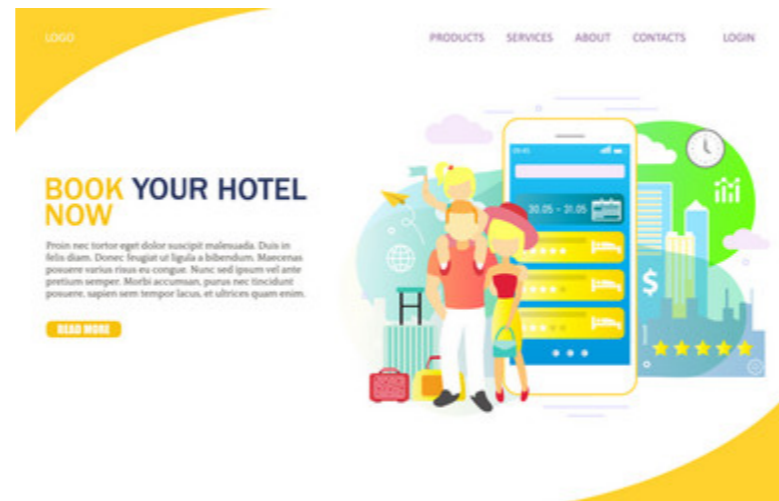 LOGO
PRODUCTS SERVICES ABOUT CONTACTS LOGIN
BOOK YOUR HOTEL
NOW
Proin nec tortor eget dolor suscipit malesuada. Duis in
felis diam. Donec feugiat ut ligula a bibendum. Maecenas
posuere varius risus eu congue. Nunc sed ipsum vel ante
pretium semper. Morbi accumsan, purus nec tincidunt
posuere, sapien sem tempor lacus, et ultrices quam enim.
READ MORE
09:45
30.05 - 31.05
$